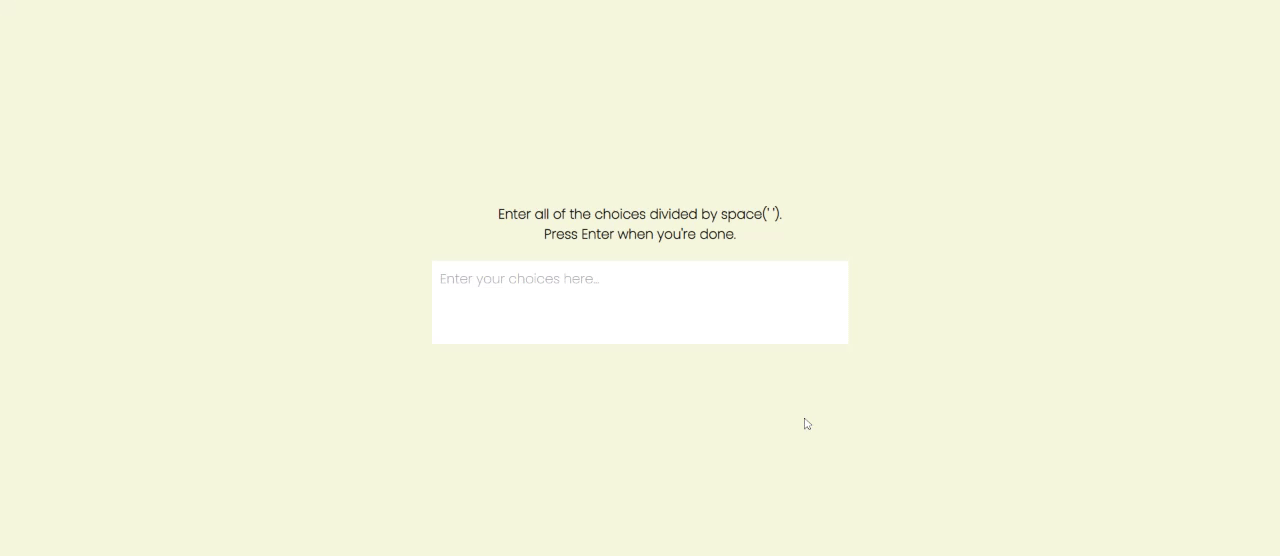 Enter all of the choices divided by space(' ').
Press Enter when you're done.
Enter your choices here...